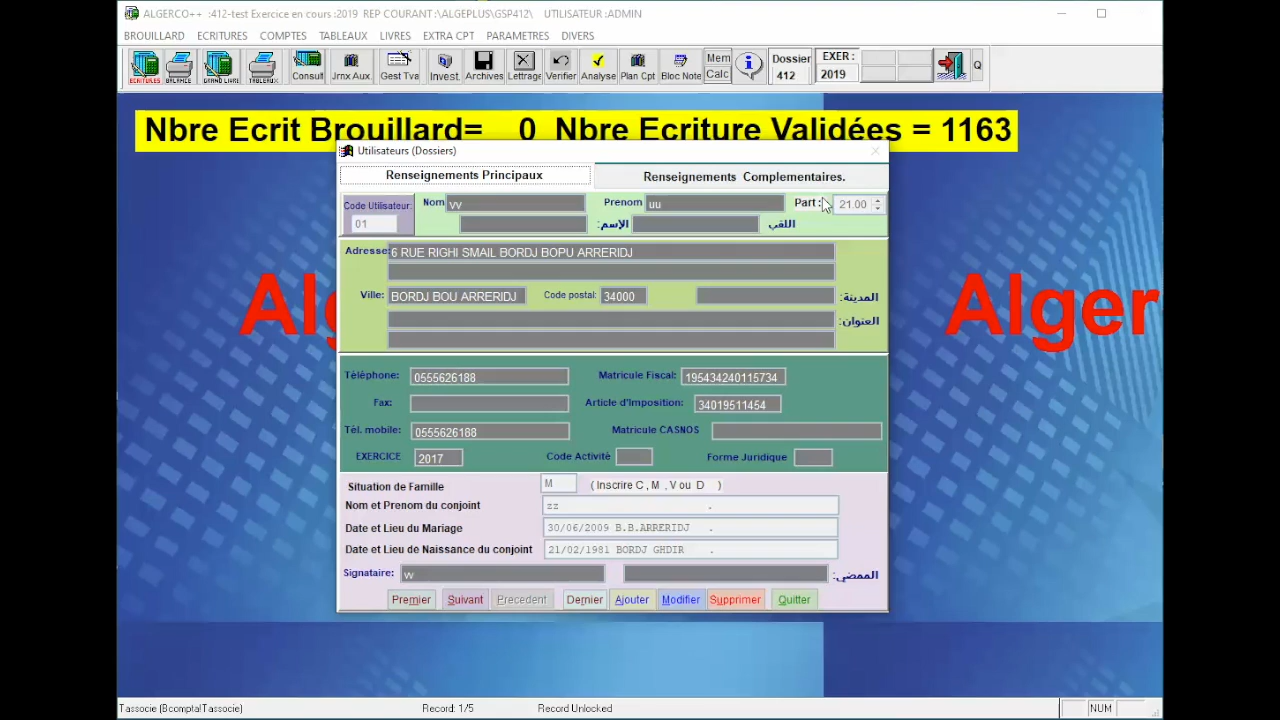 ALGERCO++ :412-test Exercice en cours :2019 REP COURANT :\ALGEPLUS\GSP412\ UTILISATEUR :ADMIN
BROUILLARD ECRITURES COMPTES TABLEAUX LIVRES EXTRA CPT PARAMETRES DIVERS
ECRITURES BALANCE GRAND LIVRE TABLEAUX Consult Jrnx Aux. Gest Tva Invest. Archives Lettrage Verifier Analyse Plan Cpt Bloc Note Mem Calc Dossier 412 EXER : 2019 Q
Nbre Ecrit Brouillard= 0 Nbre Ecriture Validées = 1163
Utilisateurs (Dossiers)
Renseignements Principaux Renseignements Complementaires.
Code Utilisateur: Nom vv Prenom uu Part : 21.00
01 الإسم: اللقب
Adresse: 6 RUE RIGHI SMAIL BORDJ BOPU ARRERIDJ
Ville: BORDJ BOU ARRERIDJ Code postal: 34000 المدينة:
العنوان:
Alg Alger
Tèlèphone: 0555626188 Matricule Fiscal: 195434240115734
Fax: Article d'Imposition: 34019511454
Tèl. mobile: 0555626188 Matricule CASNOS
EXERCICE 2017 Code Activité Forme Juridique
Situation de Famille M ( Inscrire C , M , V ou D )
Nom et Prenom du conjoint zz .
Date et Lieu du Mariage 30/06/2009 B.B.ARRERIDJ .
Date et Lieu de Naissance du conjoint 21/02/1981 BORDJ GHDIR .
Signataire: w الممضي:
Premier Suivant Precedent Dernier Ajouter Modifier Supprimer Quitter
Tassocie (Bcompta!Tassocie) Record: 1/5 Record Unlocked NUM